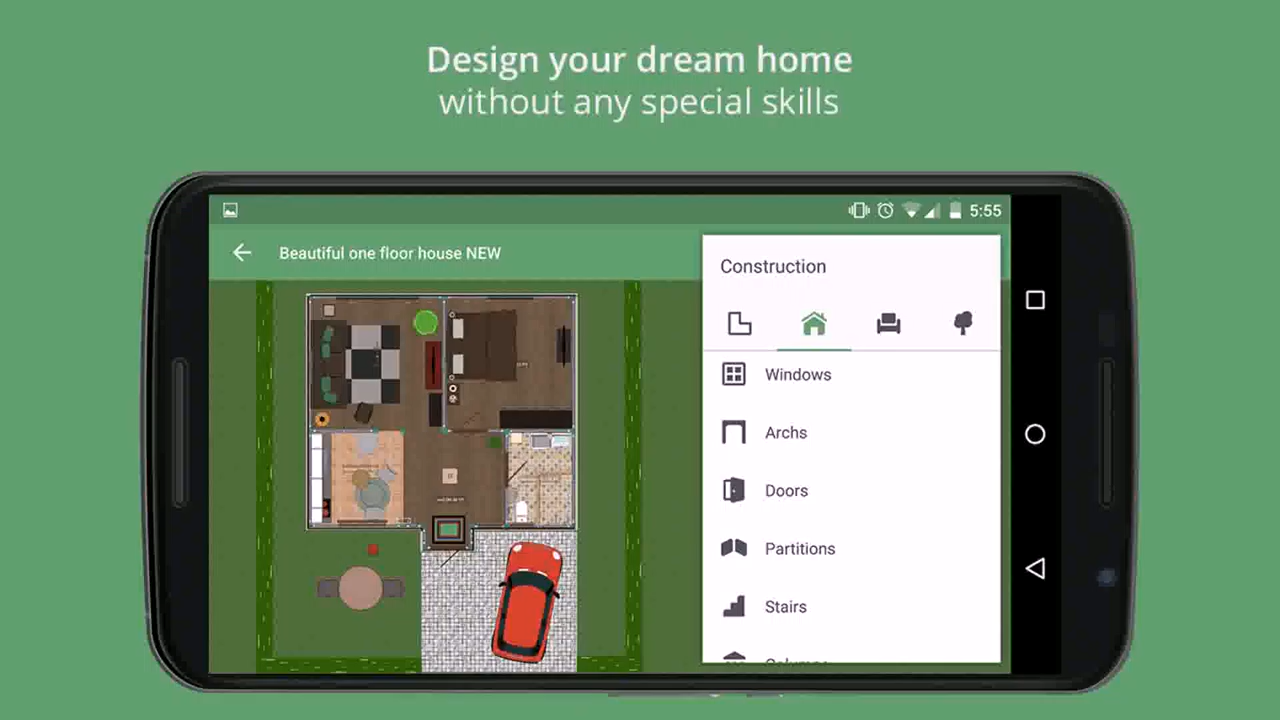 Design your dream home
without any special skills
5:55
Beautiful one floor house NEW
Construction
Windows
Archs
Doors
Partitions
Stairs